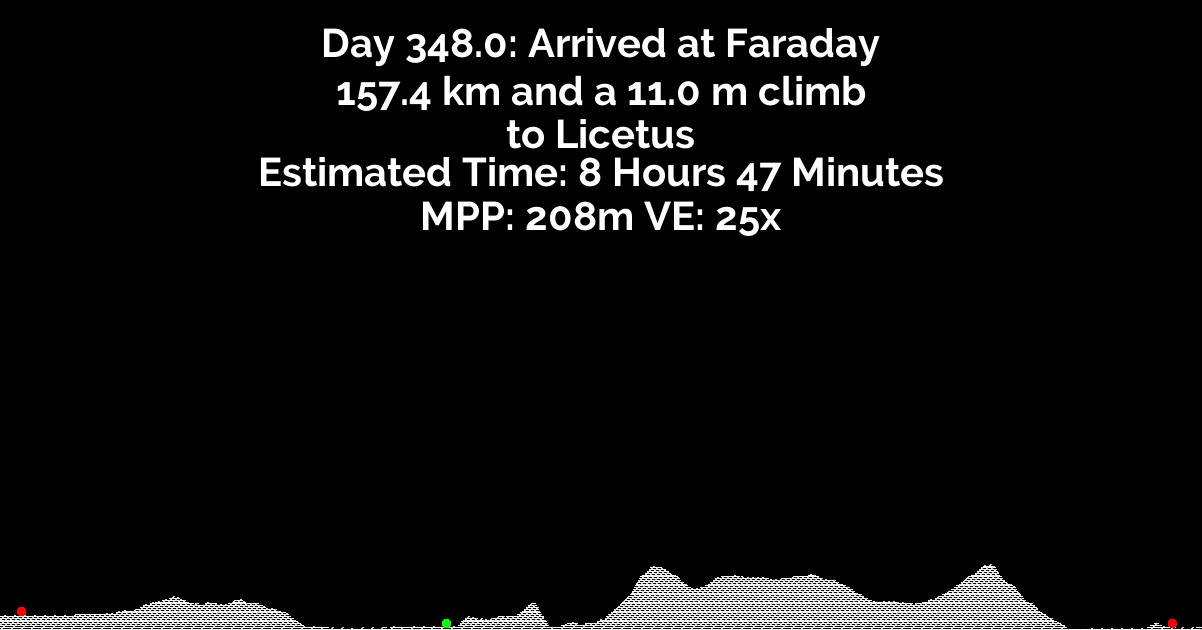 Day 348.0: Arrived at Faraday
157.4 km and a 11.0 m climb
to Licetus
Estimated Time: 8 Hours 47 Minutes
MPP: 208m VE: 25x